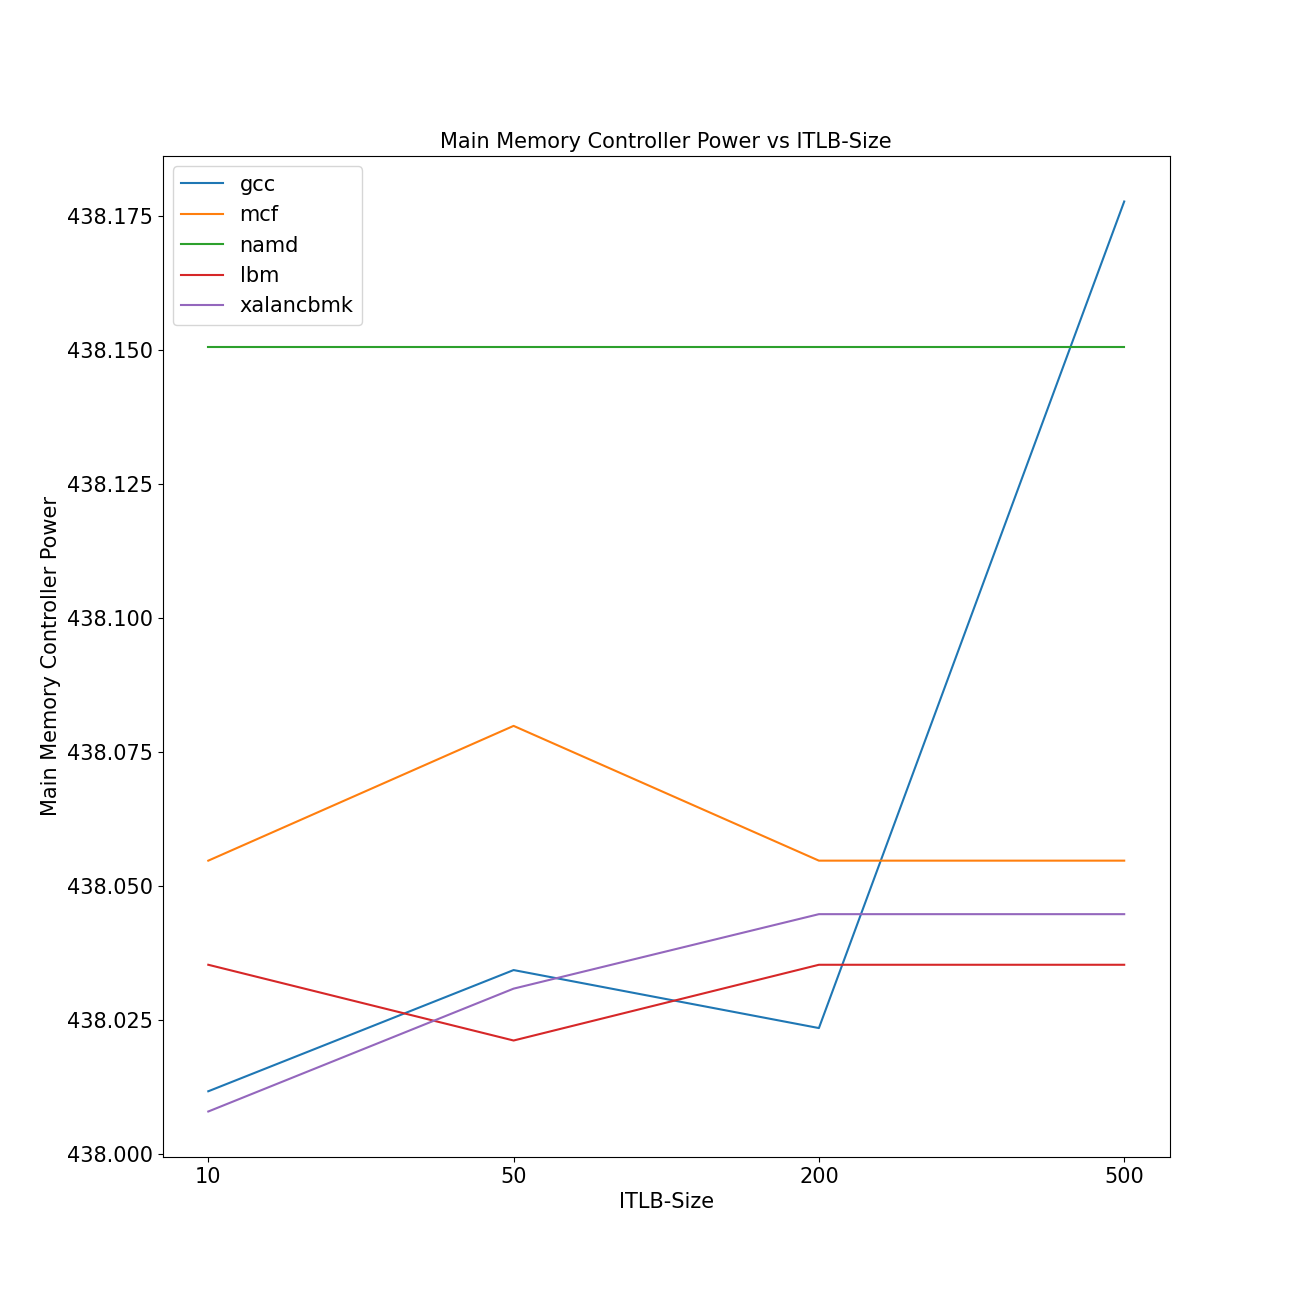 Main Memory Controller Power vs ITLB-Size
gcc
mcf
namd
lbm
xalancbmk
Main Memory Controller Power
438.175
438.150
438.125
438.100
438.075
438.050
438.025
438.000
10 50 200 500
ITLB-Size